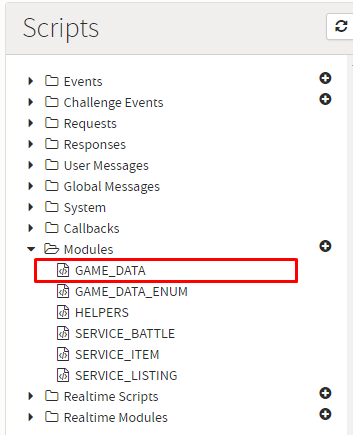 Scripts
Events
Challenge Events
Requests
Responses
User Messages
Global Messages
System
Callbacks
Modules
GAME_DATA
GAME_DATA_ENUM
HELPERS
SERVICE_BATTLE
SERVICE_ITEM
SERVICE_LISTING
Realtime Scripts
Realtime Modules